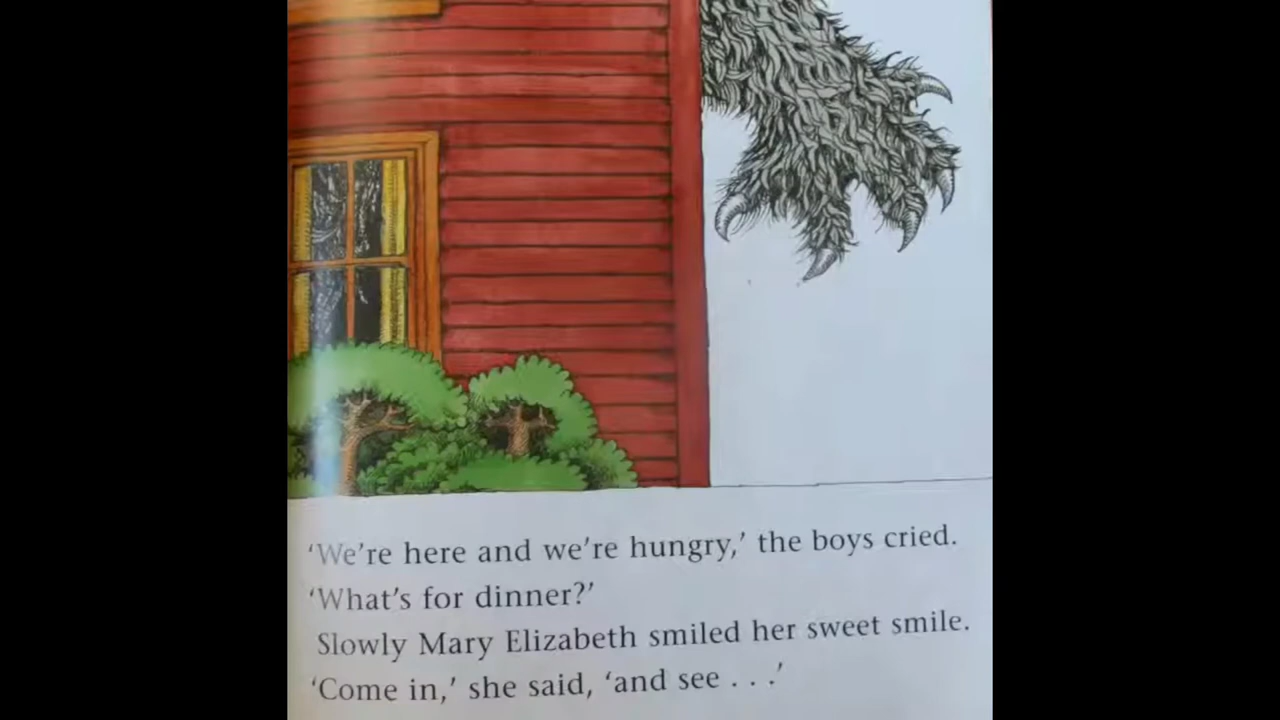 ‘We’re here and we’re hungry,’ the boys cried.
‘What’s for dinner?’
Slowly Mary Elizabeth smiled her sweet smile.
‘Come in,’ she said, ‘and see . . .’